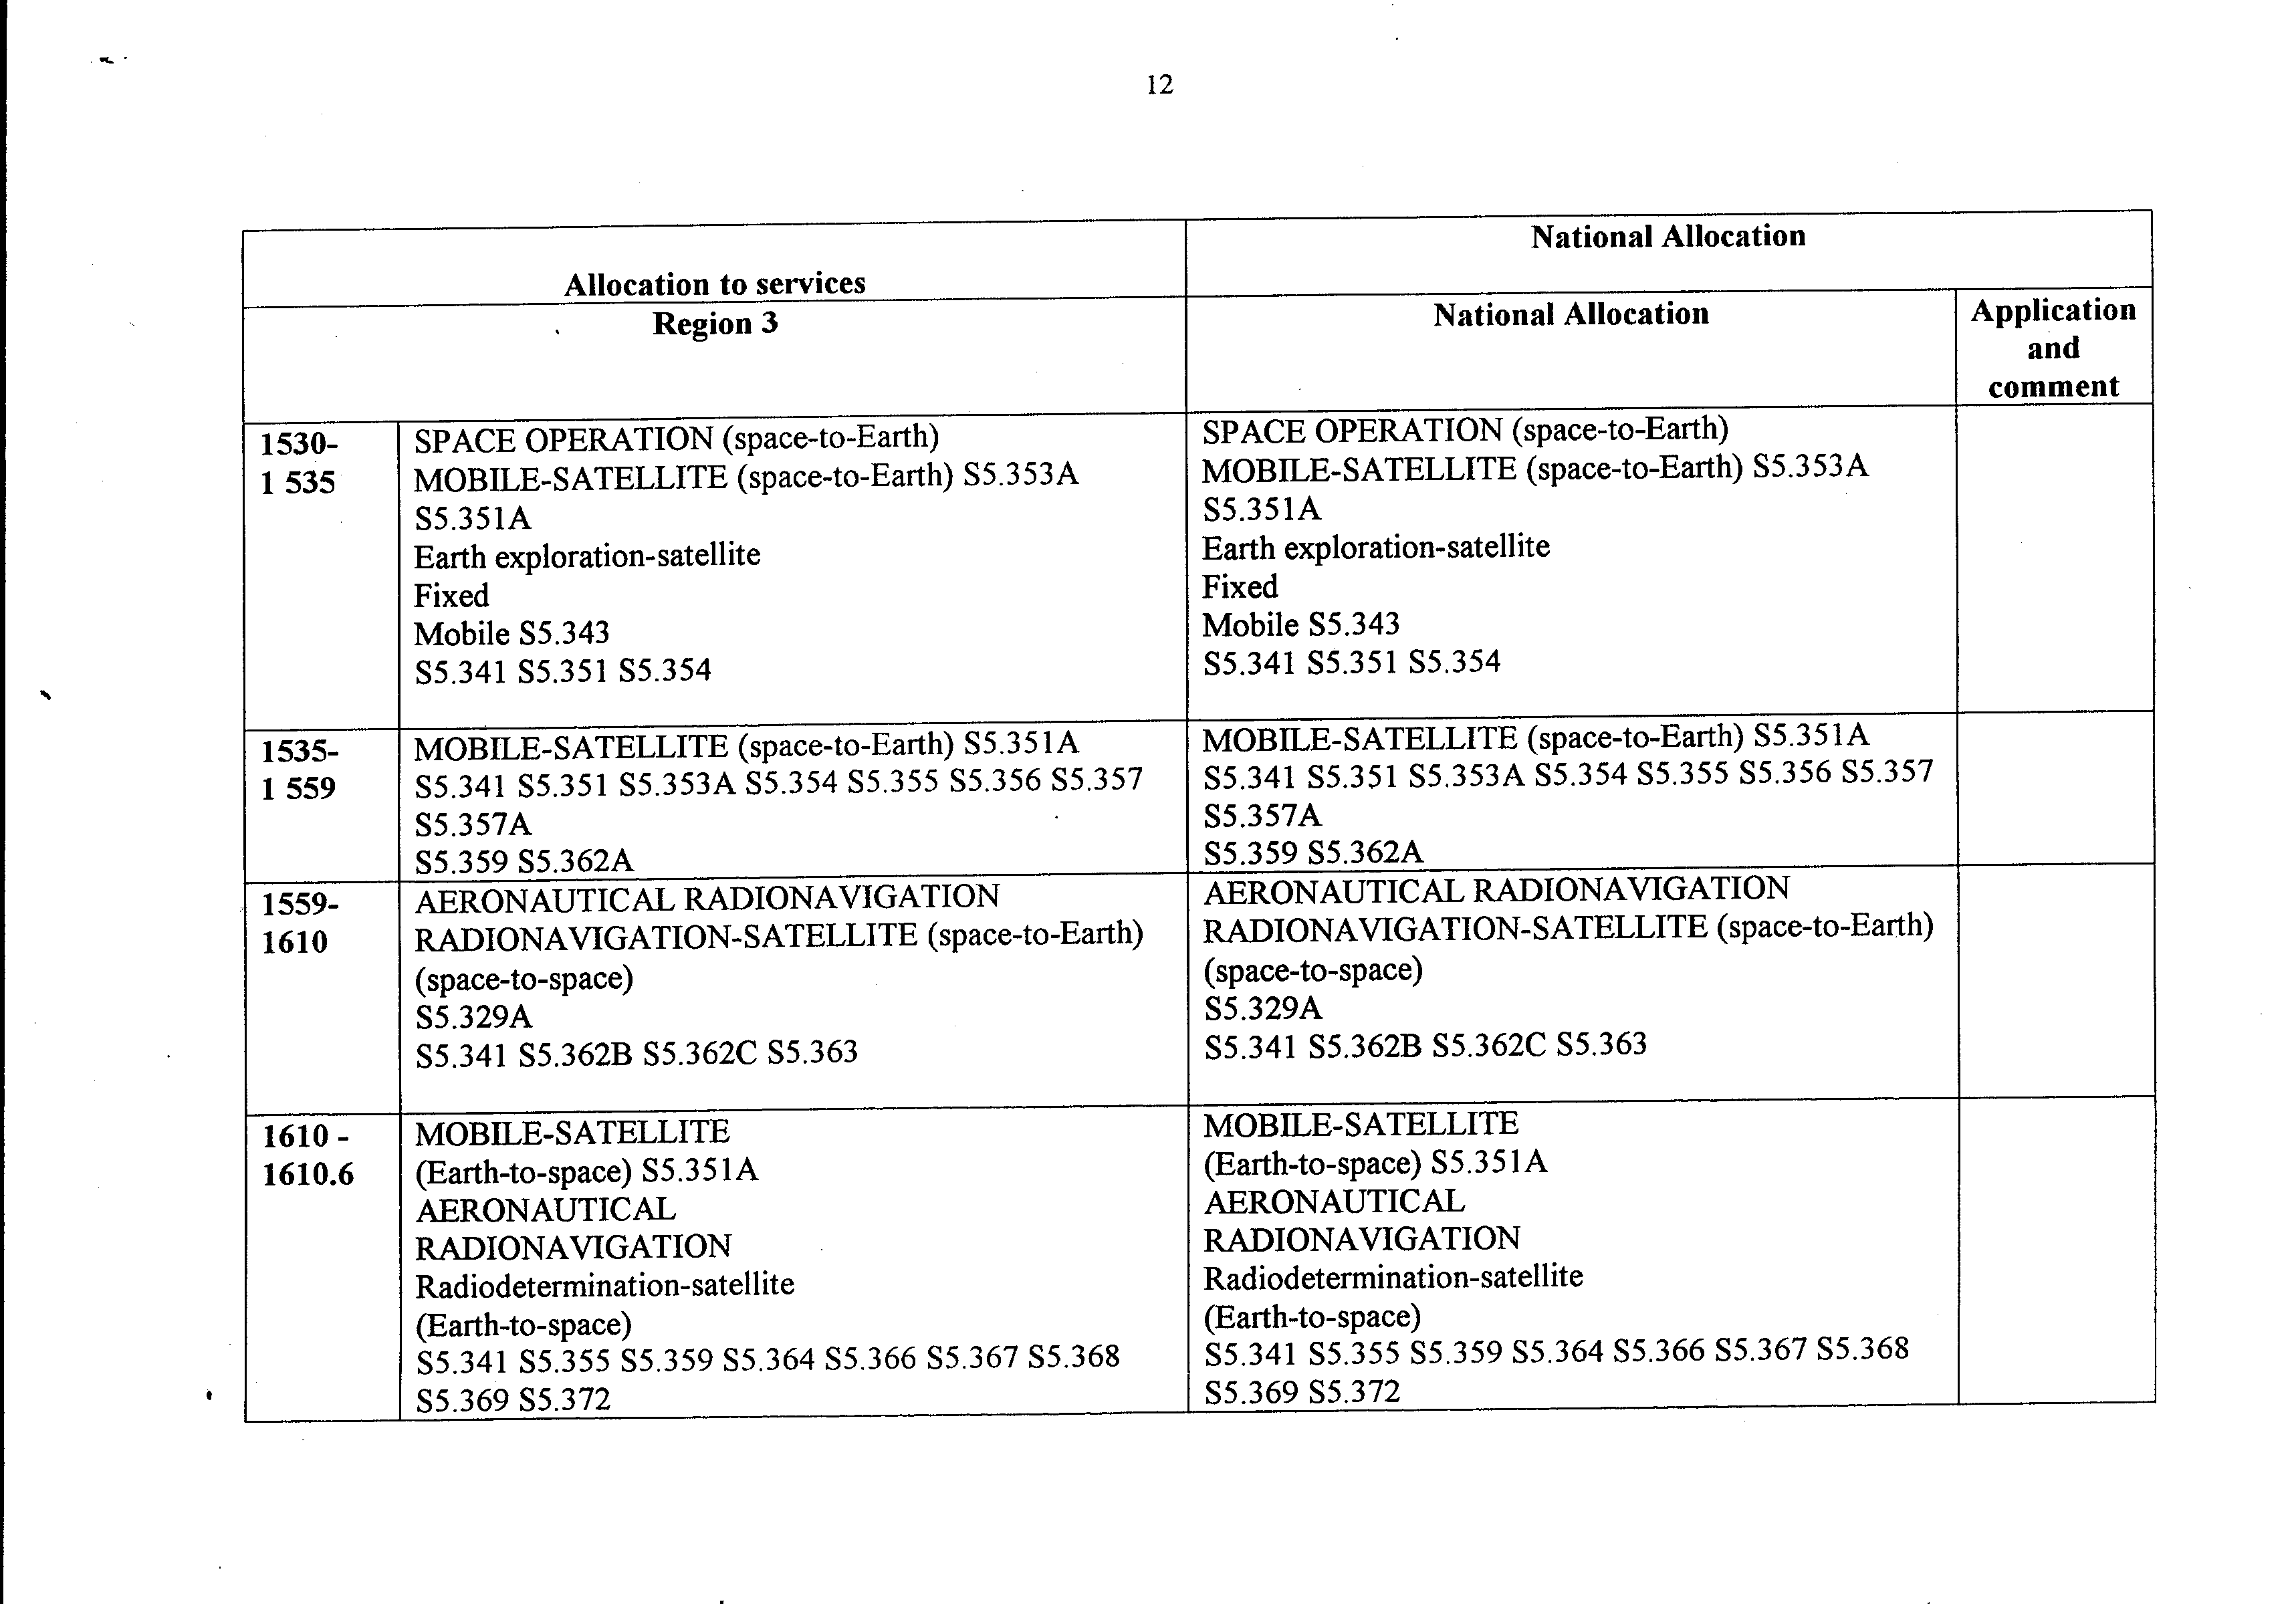 12
National Allocation
Allocation to services
Region 3
National Allocation
Application
and
comment
1530-
1 535
SPACE OPERATION (space-to-Earth)
MOBILE-SATELLITE (space-to-Earth) S5.353A
S5.351A
Earth exploration-satellite
Fixed
Mobile S5.343
S5.341 S5.351 S5.354
SPACE OPERATION (space-to-Earth)
MOBILE-SATELLITE (space-to-Earth) S5.353A
S5.351A
Earth exploration-satellite
Fixed
Mobile S5.343
S5.341 S5.351 S5.354
1535-
1 559
MOBILE-SATELLITE (space-to-Earth) S5.351A
S5.341 S5.351 S5.353A S5.354 S5.355 S5.356 S5.357
S5.357A
S5.359 S5.362A
MOBILE-SATELLITE (space-to-Earth) S5.351A
S5.341 S5.351 S5.353A S5.354 S5.355 S5.356 S5.357
S5.357A
S5.359 S5.362A
1559-
1610
AERONAUTICAL RADIONAVIGATION
RADIONAVIGATION-SATELLITE (space-to-Earth)
(space-to-space)
S5.329A
S5.341 S5.362B S5.362C S5.363
AERONAUTICAL RADIONAVIGATION
RADIONAVIGATION-SATELLITE (space-to-Earth)
(space-to-space)
S5.329A
S5.341 S5.362B S5.362C S5.363
1610 -
1610.6
MOBILE-SATELLITE
(Earth-to-space) S5.351A
AERONAUTICAL
RADIONAVIGATION
Radiodetermination-satellite
(Earth-to-space)
S5.341 S5.355 S5.359 S5.364 S5.366 S5.367 S5.368
S5.369 S5.372
MOBILE-SATELLITE
(Earth-to-space) S5.351A
AERONAUTICAL
RADIONAVIGATION
Radiodetermination-satellite
(Earth-to-space)
S5.341 S5.355 S5.359 S5.364 S5.366 S5.367 S5.368
S5.369 S5.372